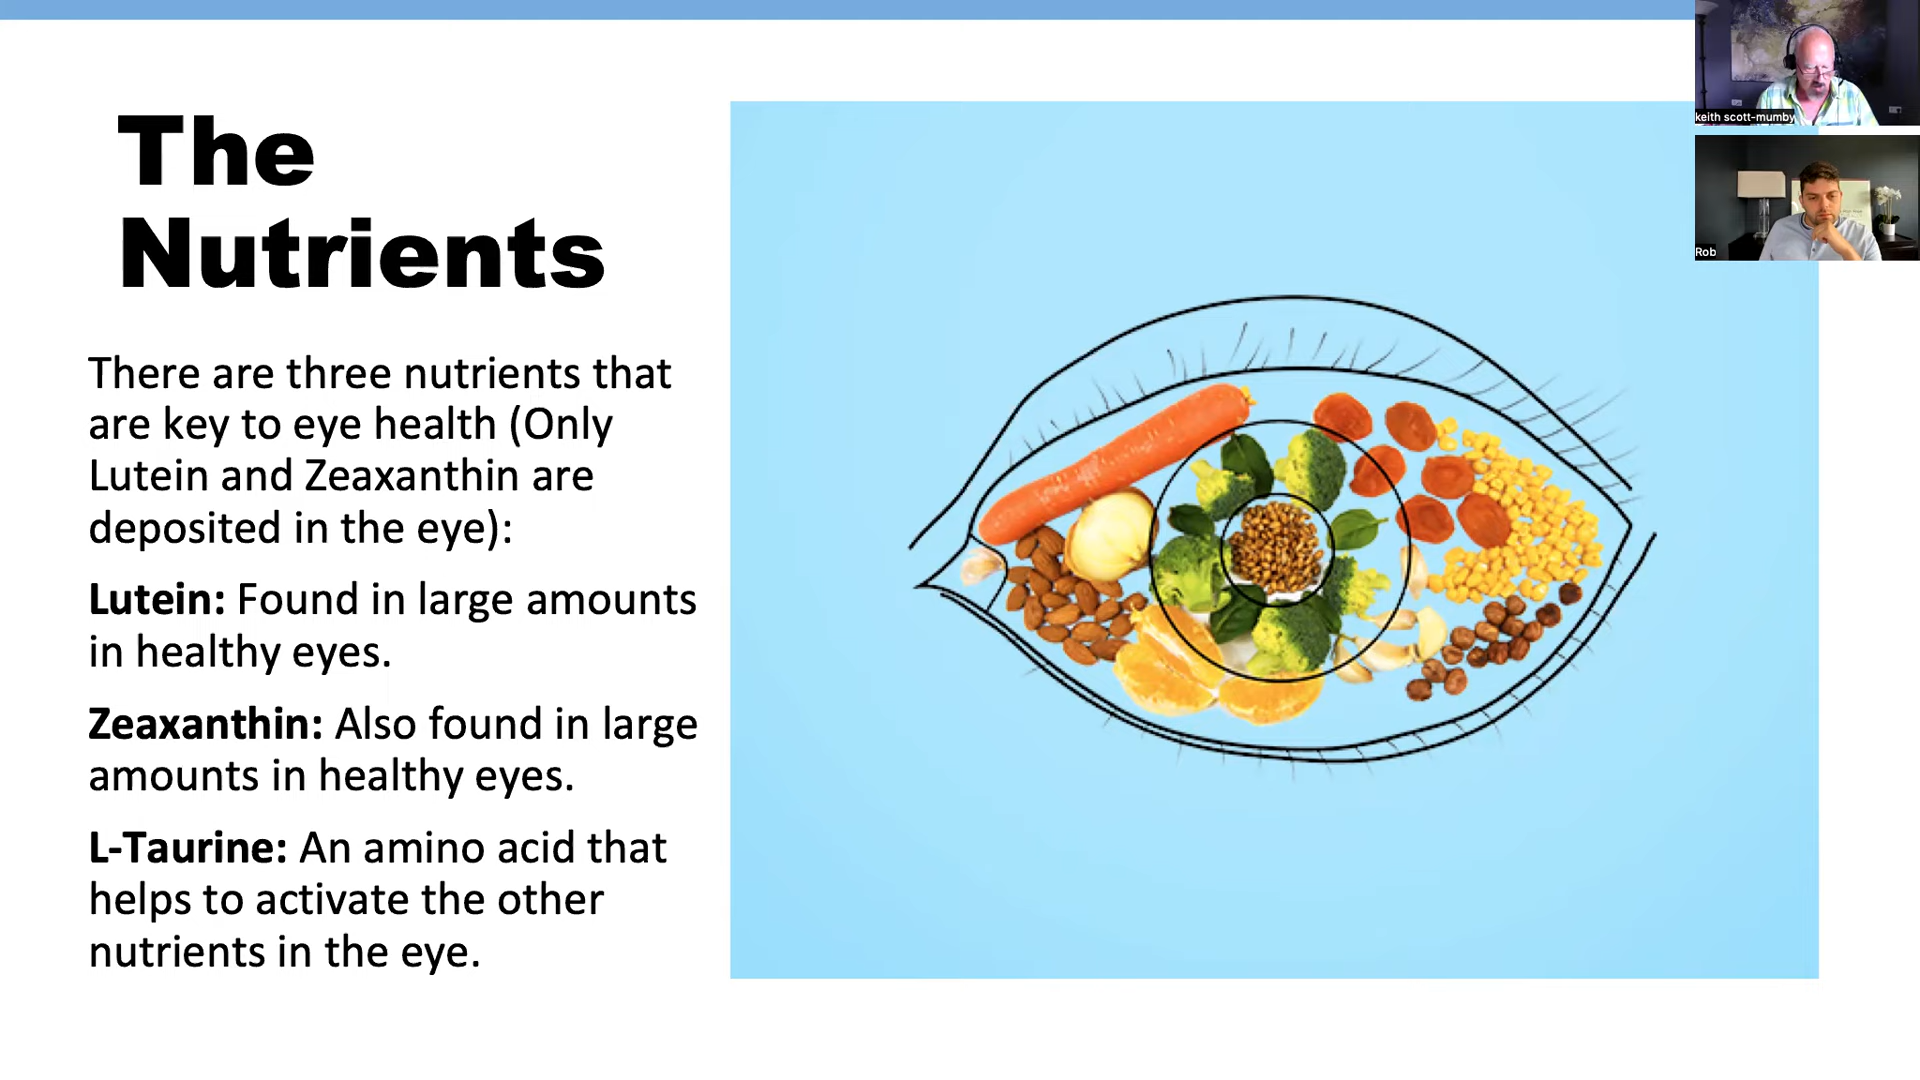 The
Nutrients
There are three nutrients that
are key to eye health (Only
Lutein and Zeaxanthin are
deposited in the eye):
Lutein: Found in large amounts
in healthy eyes.
Zeaxanthin: Also found in large
amounts in healthy eyes.
L-Taurine: An amino acid that
helps to activate the other
nutrients in the eye.
keith scott-mumby
Rob